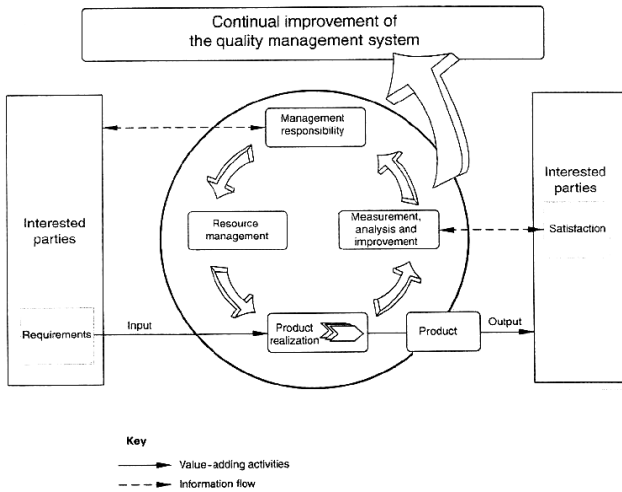 Continual improvement of
the quality management system
Management
responsibility
Interested
parties
Interested
parties
Resource
management
Measurement,
analysis and
improvement
Satisfaction
Requirements
Input
Product
realization
Product
Output
Key
Value-adding activities
Information flow